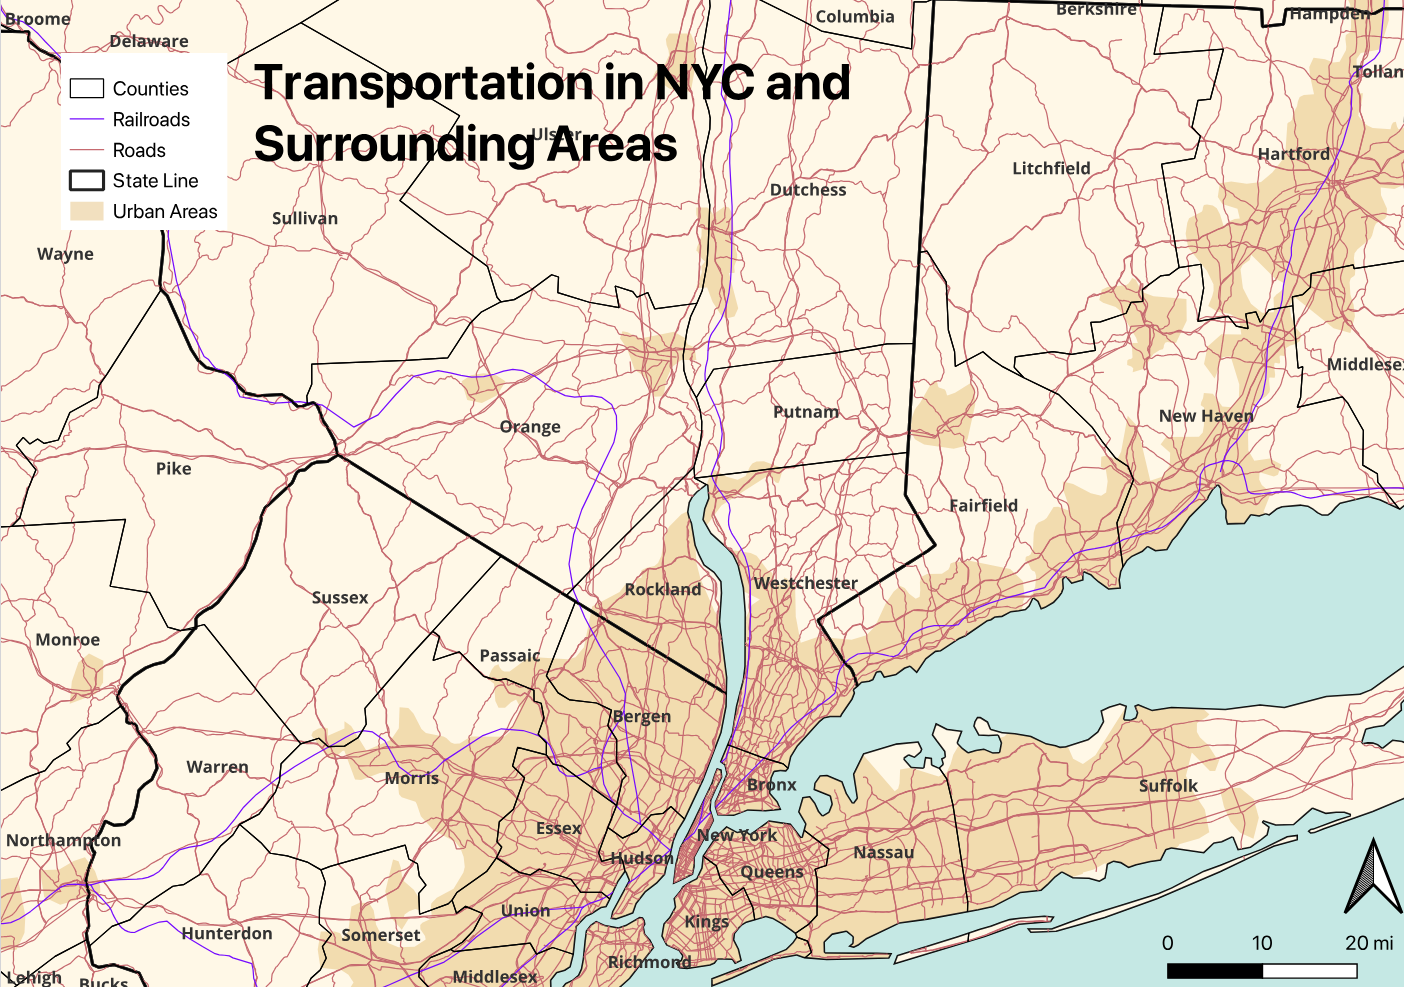 Broome
Delaware
Columbia
Berkshire
Hampden
Transportation in NYC and
Surrounding Areas
Counties
Railroads
Roads
State Line
Urban Areas
Ulster
Tollan
Hartford
Litchfield
Dutchess
Sullivan
Wayne
Middlesex
Putnam
New Haven
Orange
Pike
Fairfield
Westchester
Rockland
Sussex
Monroe
Passaic
Bergen
Warren
Morris
Bronx
Suffolk
Northampton
Essex
New York
Hudson
Nassau
Queens
Union
Kings
Hunterdon
Somerset
Richmond
Middlesex
Lehigh
Bucks
0 10 20 mi